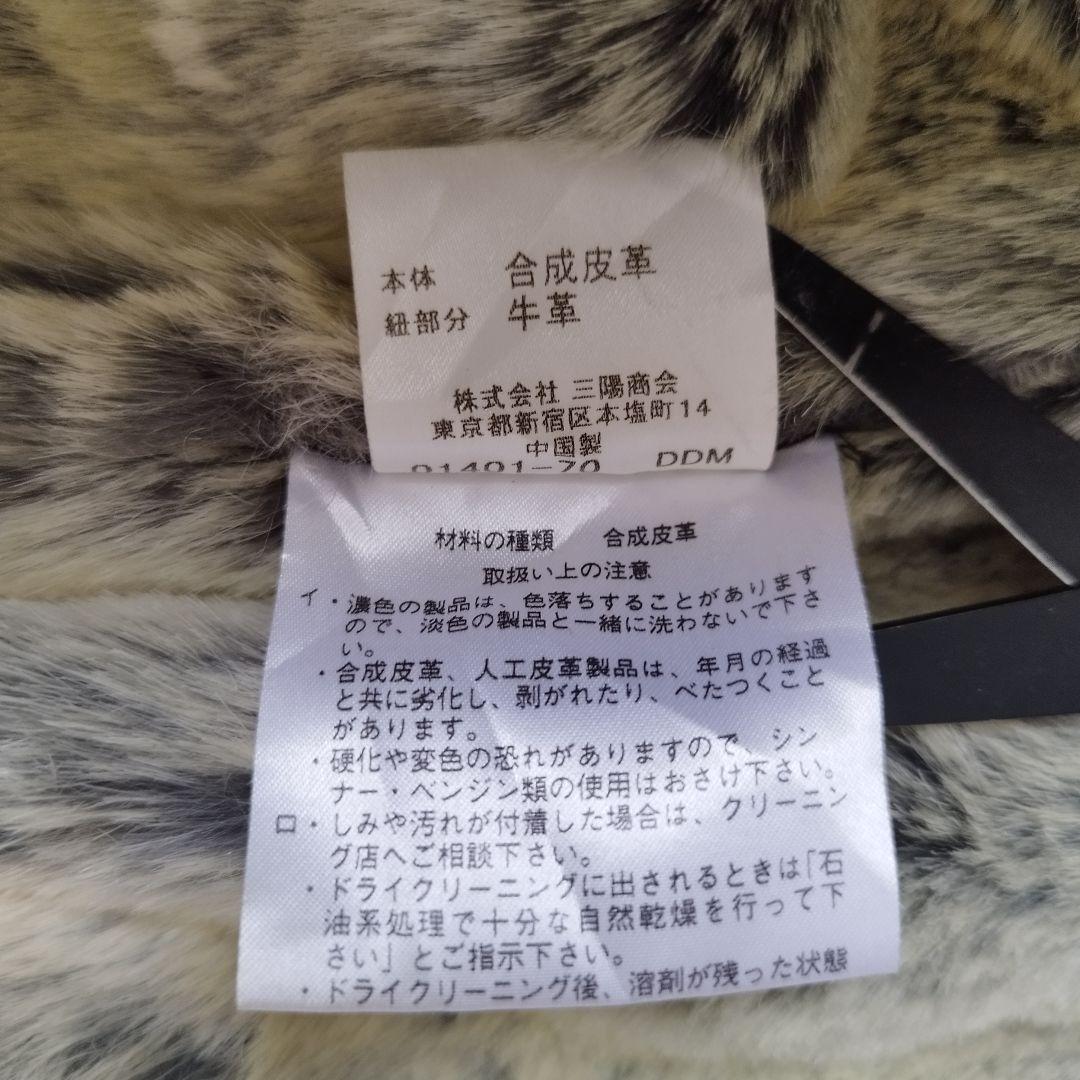 本体 合成皮革
紐部分 牛革
株式会社 三陽商会
東京都新宿区本塩町14
中国製
91491-70 DDM
材料の種類 合成皮革
取扱い上の注意
イ・濃色の製品は、色落ちすることがあります
ので、淡色の製品と一緒に洗わないで下さ
い。
・合成皮革、人工皮革製品は、年月の経過
と共に劣化し、剥がれたり、べたつくこと
があります。
・硬化や変色の恐れがありますので、シン
ナー・ベンジン類の使用はおさけ下さい。
ロ・しみや汚れが付着した場合は、クリーニン
グ店へご相談下さい。
・ドライクリーニングに出されるときは「石
油系処理で十分な自然乾燥を行って下
さい」とご指示下さい。
・ドライクリーニング後、溶剤が残った状態